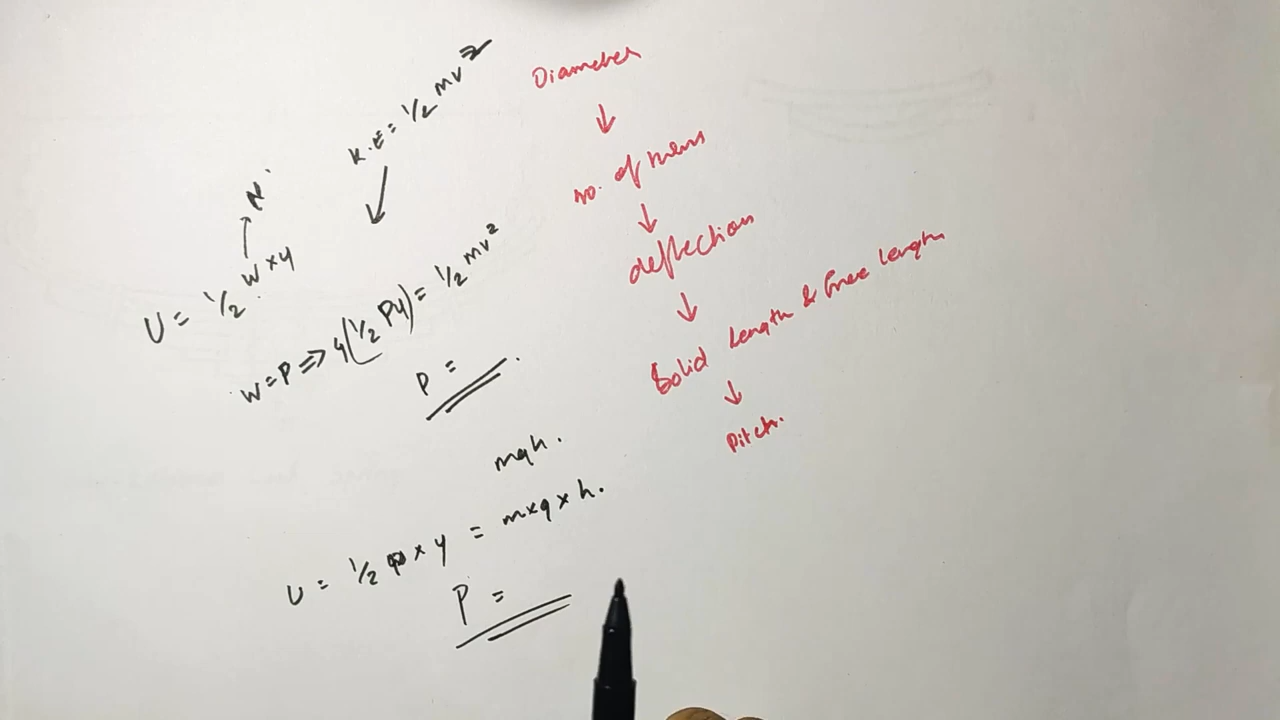 K.E = 1/2 mv²
N.
U = 1/2 W × y
W = P => 4(1/2 Py) = 1/2 mv²
P =
mgh.
U = 1/2 P × y = m×g×h.
P =
Diameter
↓
no. of turns
↓
deflection
↓
Solid Length & Free Length
↓
Pitch.